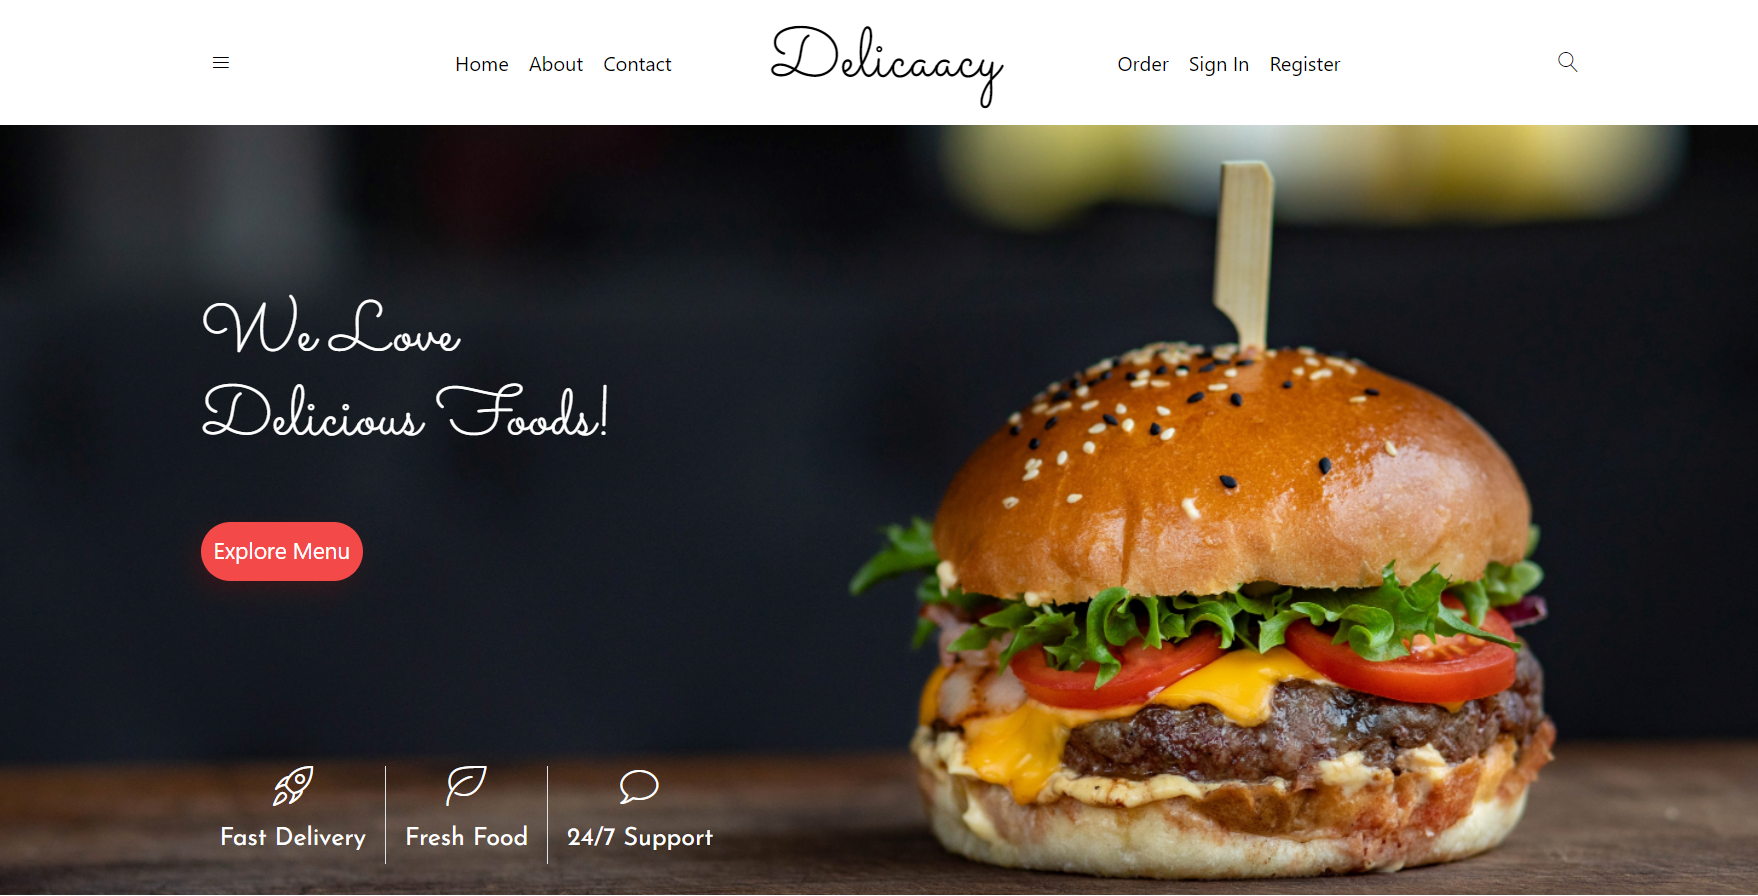 Home About Contact
Delicaacy
Order Sign In Register
We Love
Delicious Foods!
Explore Menu
Fast Delivery
Fresh Food
24/7 Support